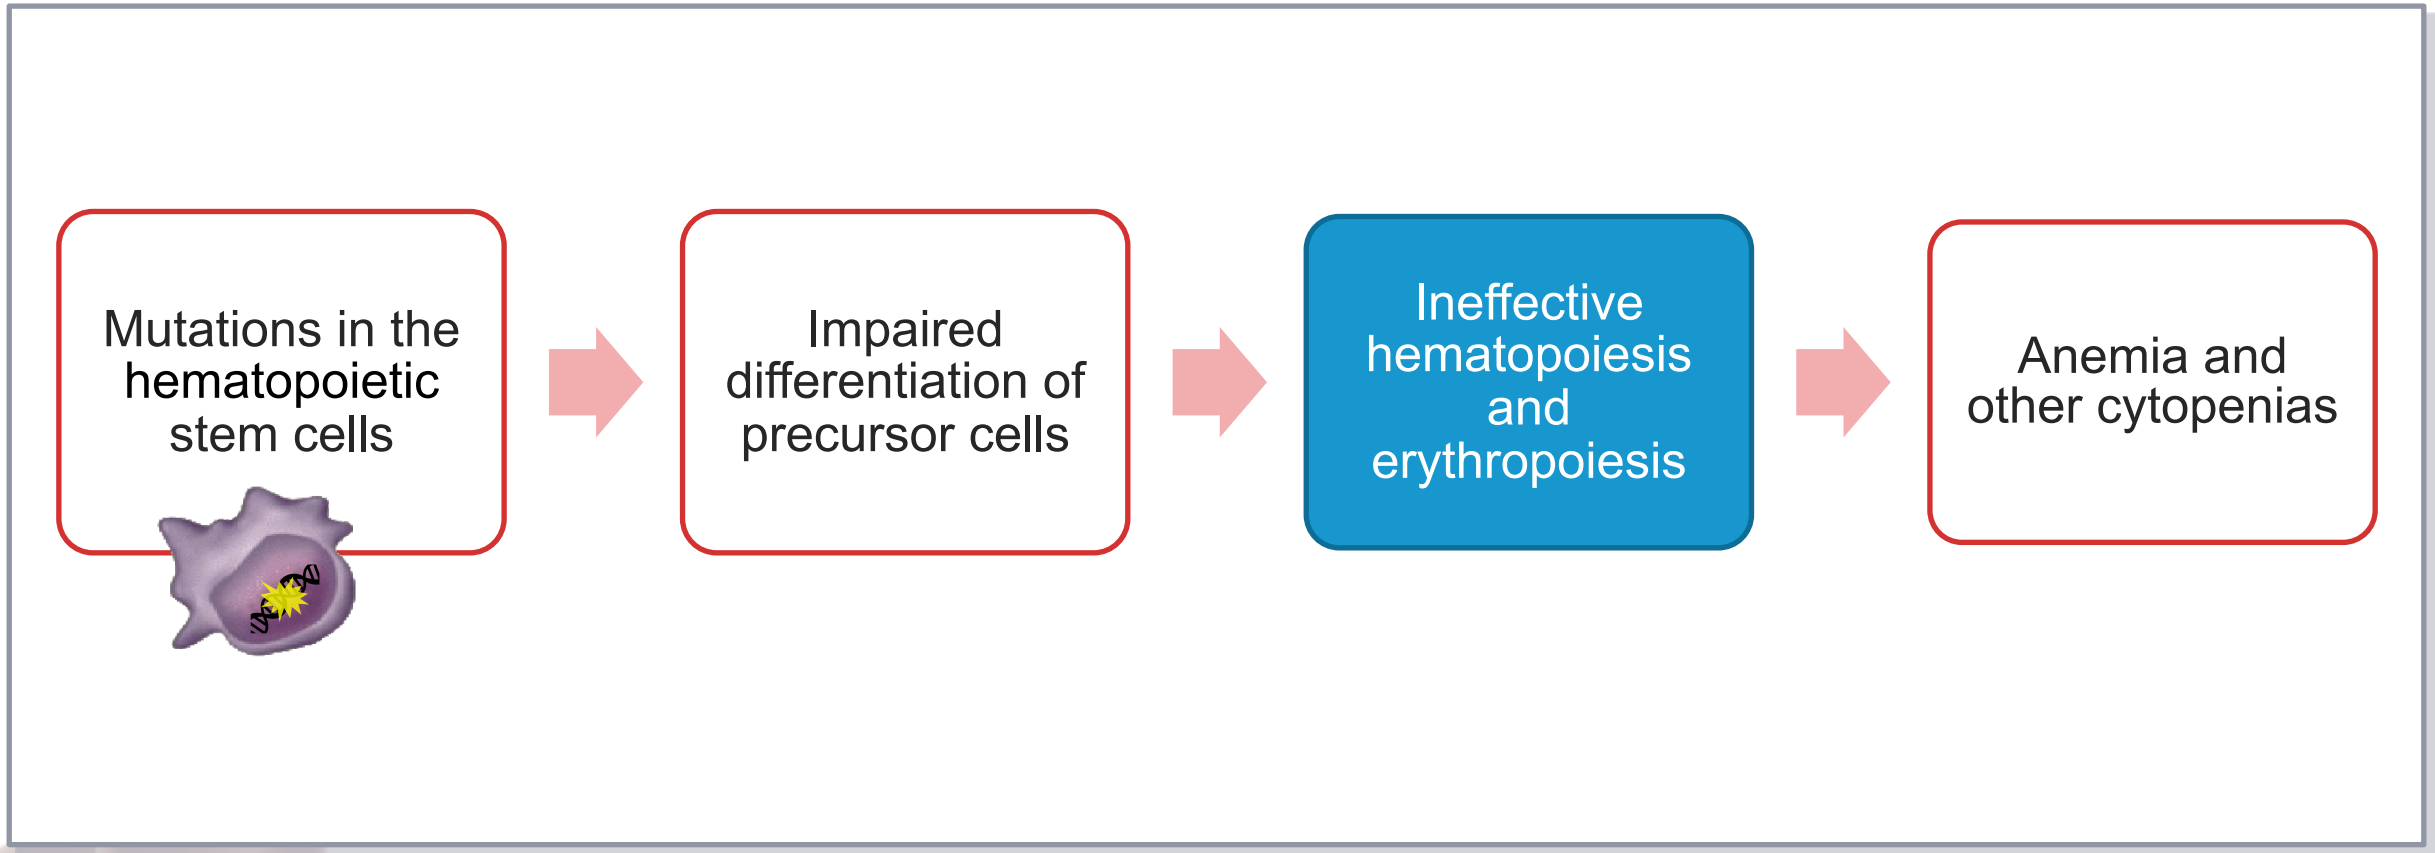 Mutations in the
hematopoietic
stem cells
Impaired
differentiation of
precursor cells
Ineffective
hematopoiesis
and
erythropoiesis
Anemia and
other cytopenias